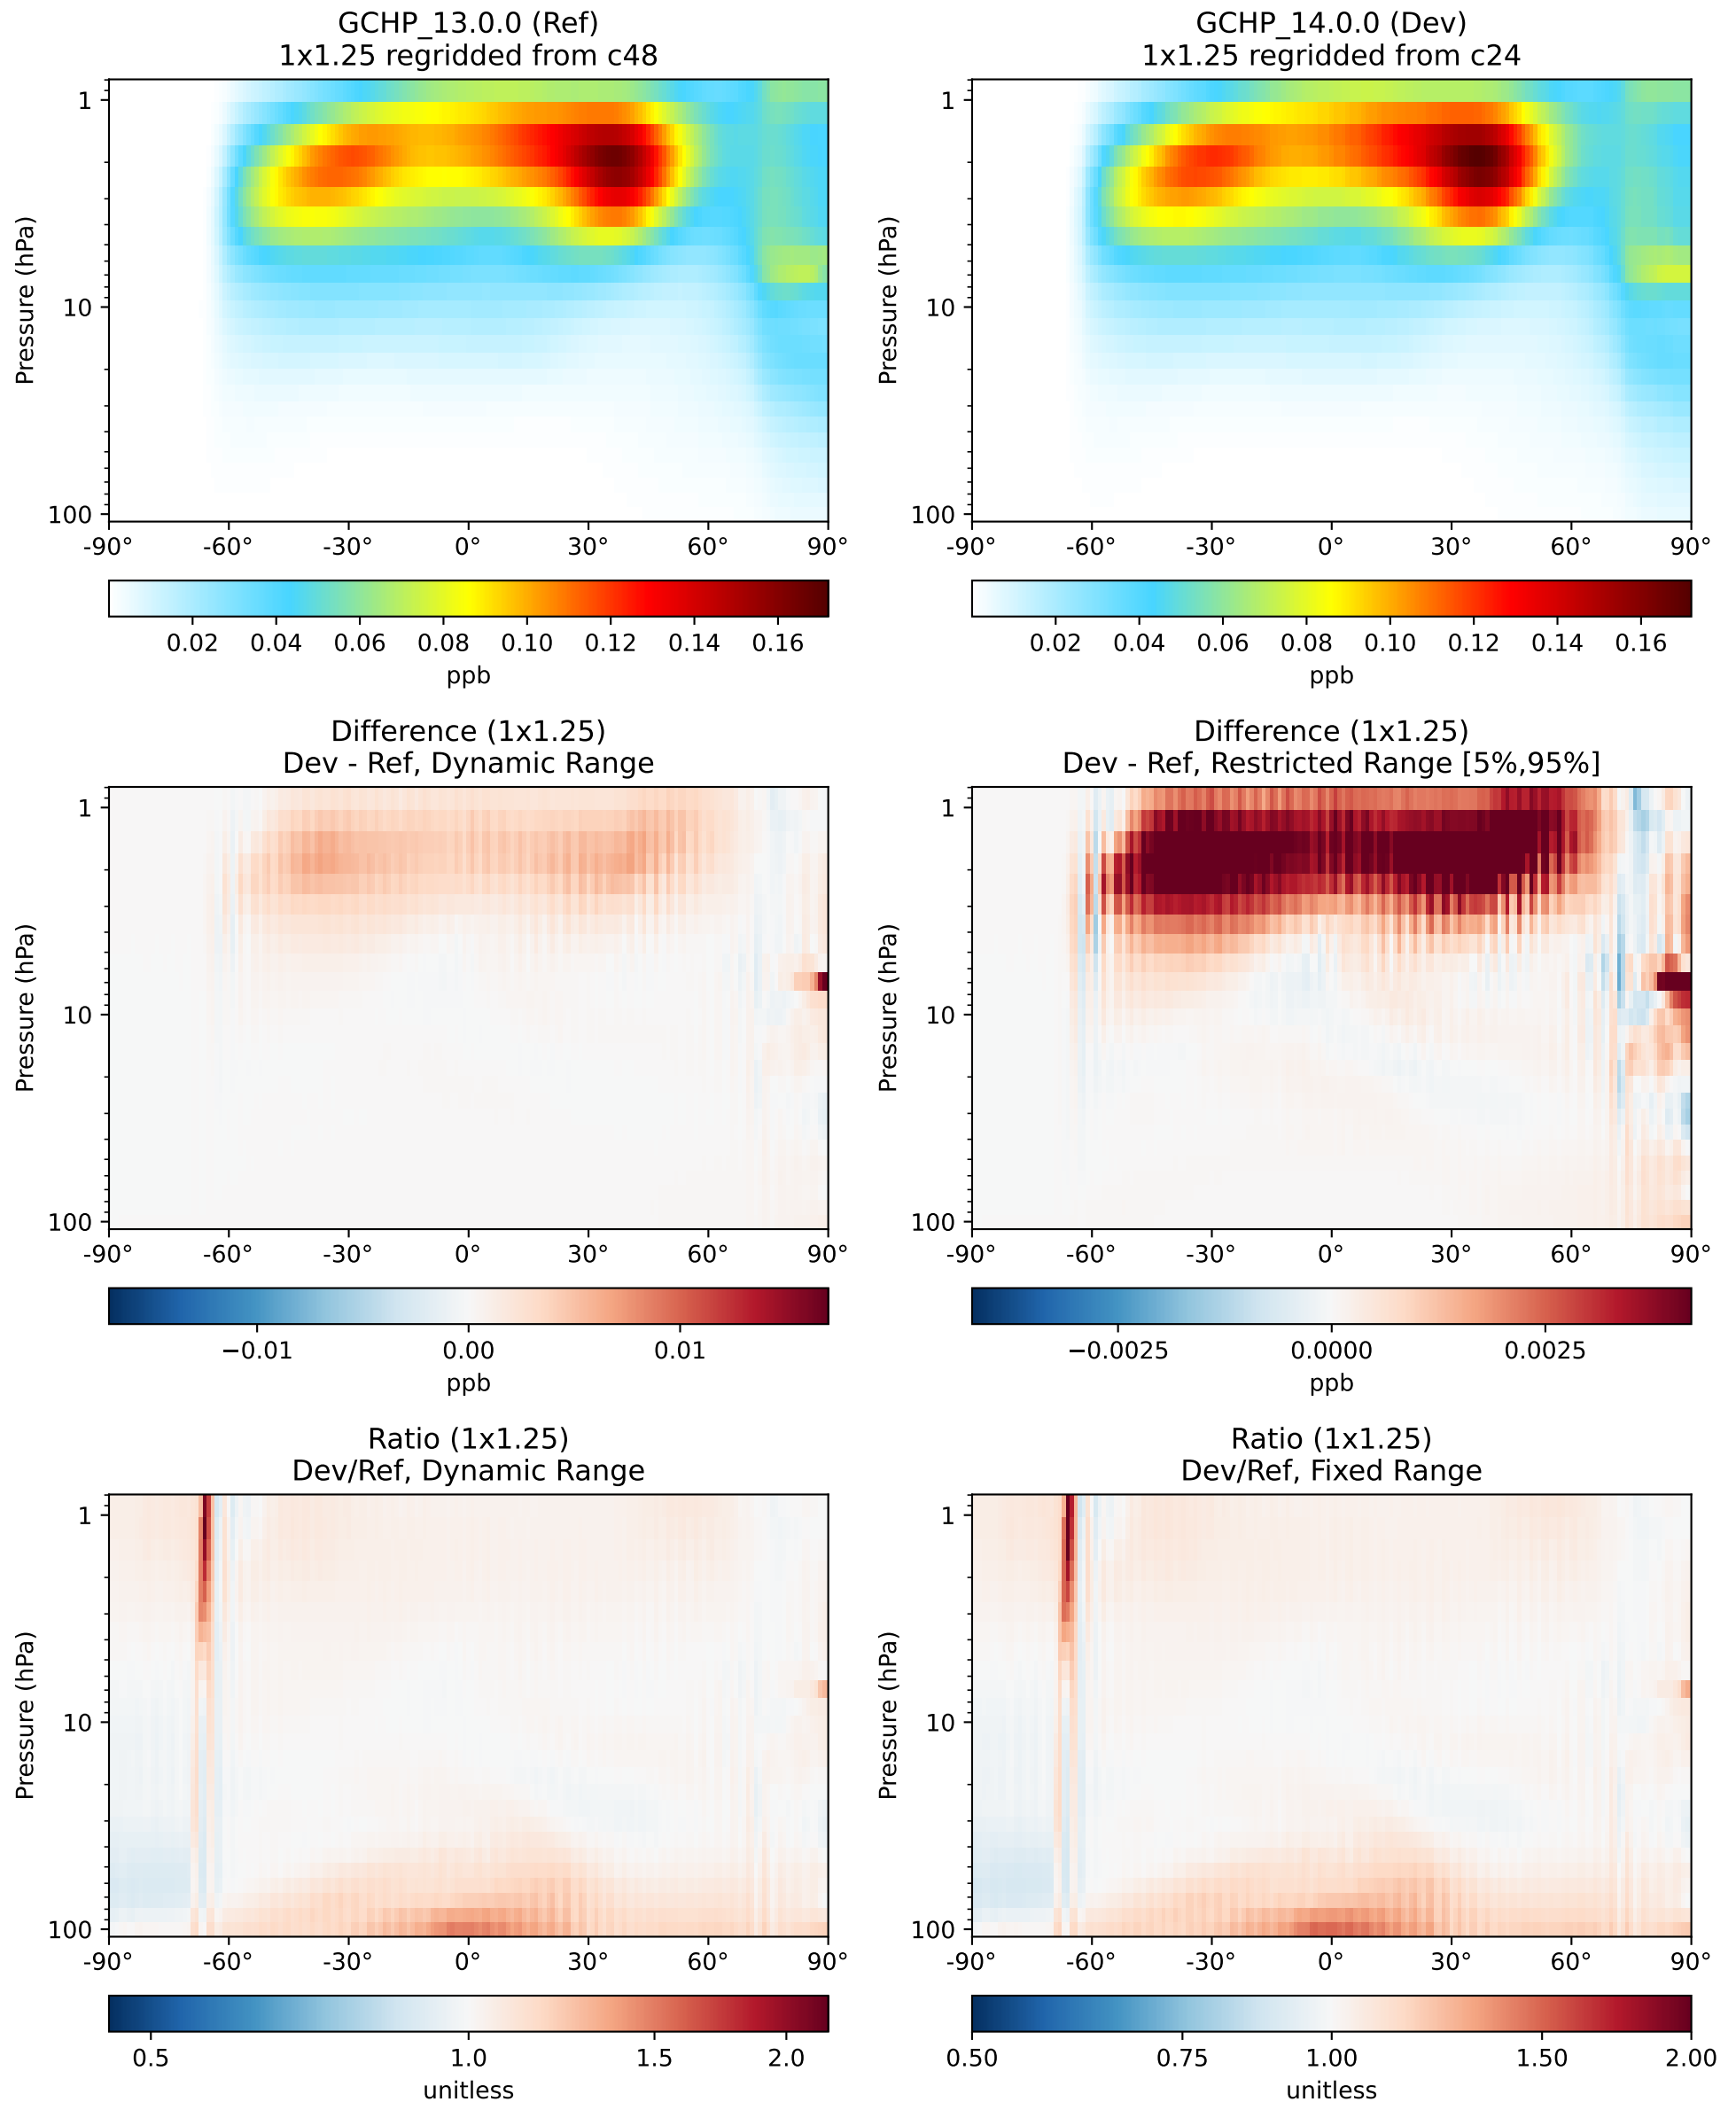 GCHP_13.0.0 (Ref)
1x1.25 regridded from c48
Pressure (hPa)
1
10
100
-90° -60° -30° 0° 30° 60° 90°
0.02 0.04 0.06 0.08 0.10 0.12 0.14 0.16
ppb
GCHP_14.0.0 (Dev)
1x1.25 regridded from c24
Pressure (hPa)
1
10
100
-90° -60° -30° 0° 30° 60° 90°
0.02 0.04 0.06 0.08 0.10 0.12 0.14 0.16
ppb
Difference (1x1.25)
Dev - Ref, Dynamic Range
Pressure (hPa)
1
10
100
-90° -60° -30° 0° 30° 60° 90°
−0.01 0.00 0.01
ppb
Difference (1x1.25)
Dev - Ref, Restricted Range [5%,95%]
Pressure (hPa)
1
10
100
-90° -60° -30° 0° 30° 60° 90°
−0.0025 0.0000 0.0025
ppb
Ratio (1x1.25)
Dev/Ref, Dynamic Range
Pressure (hPa)
1
10
100
-90° -60° -30° 0° 30° 60° 90°
0.5 1.0 1.5 2.0
unitless
Ratio (1x1.25)
Dev/Ref, Fixed Range
Pressure (hPa)
1
10
100
-90° -60° -30° 0° 30° 60° 90°
0.50 0.75 1.00 1.50 2.00
unitless